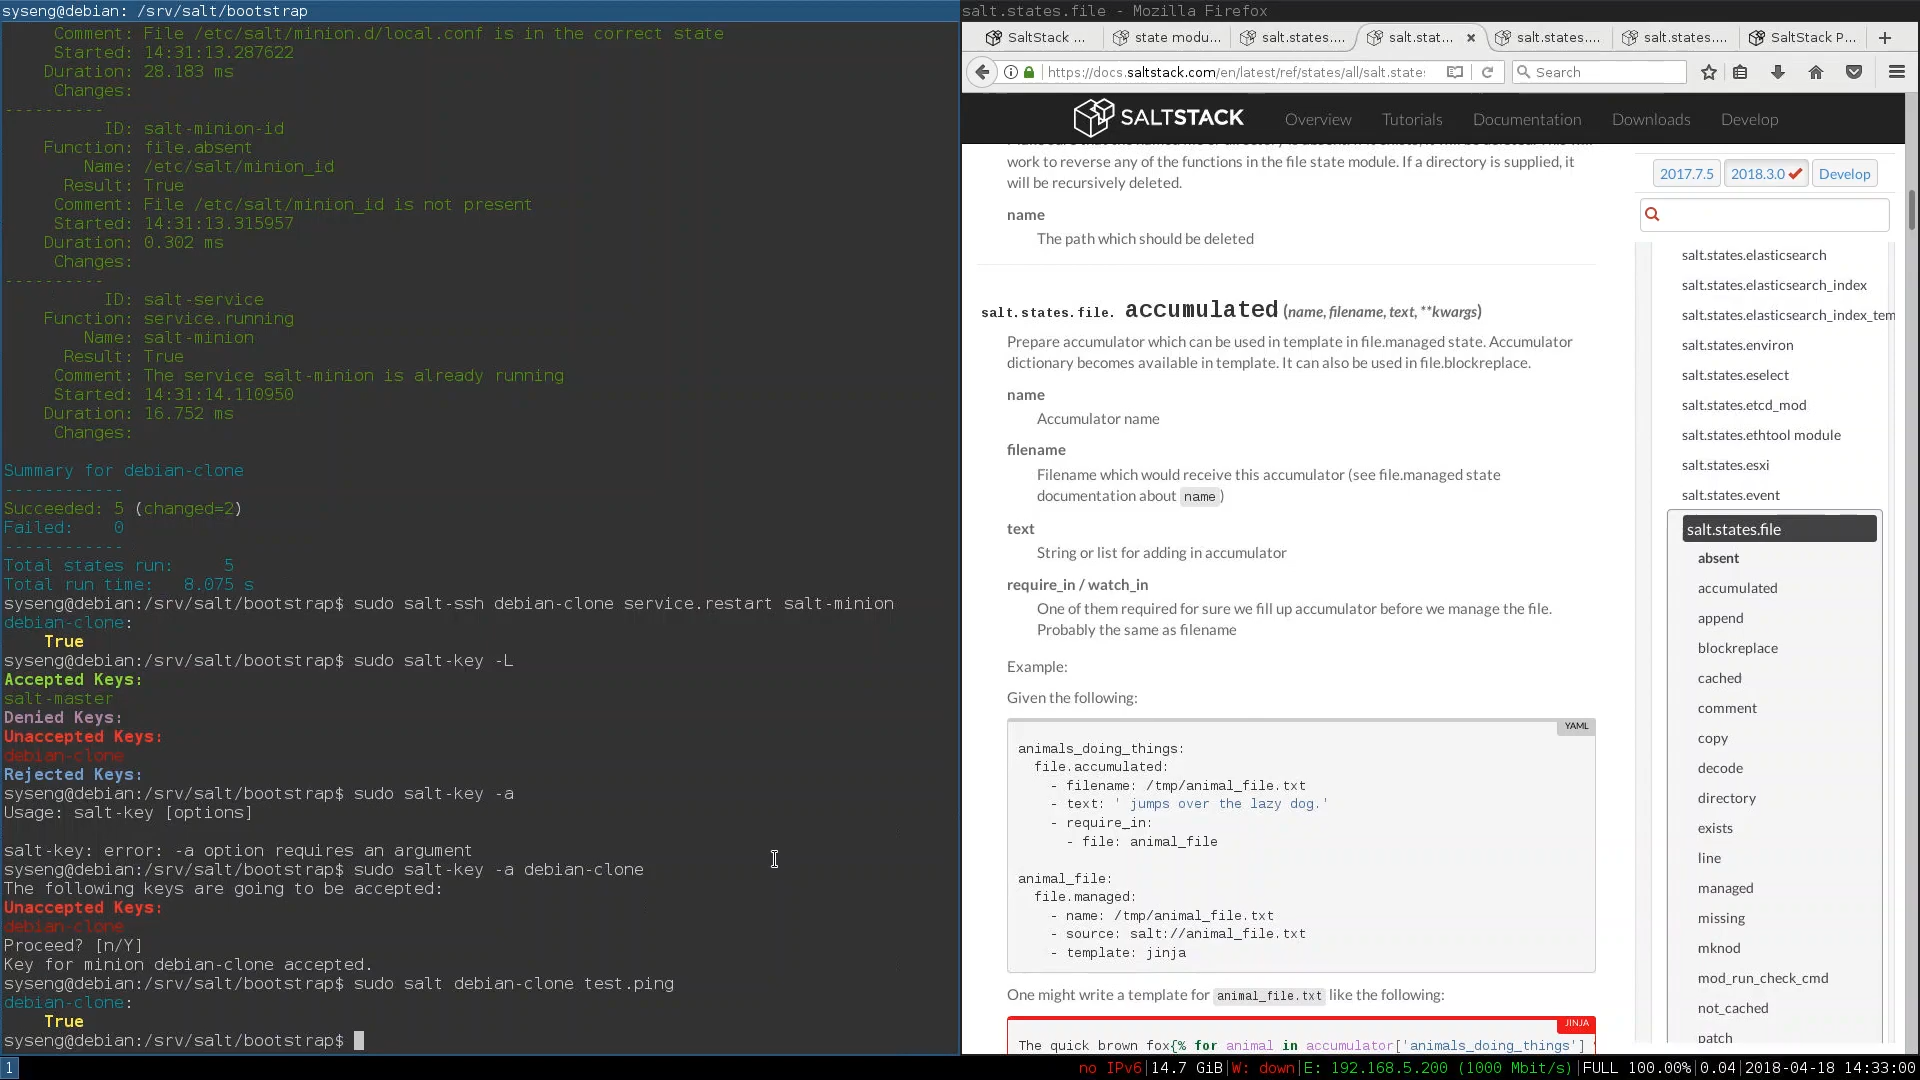 syseng@debian: /srv/salt/bootstrap
Comment: File /etc/salt/minion.d/local.conf is in the correct state
Started: 14:31:13.287622
Duration: 28.183 ms
Changes:
----------
ID: salt-minion-id
Function: file.absent
Name: /etc/salt/minion_id
Result: True
Comment: File /etc/salt/minion_id is not present
Started: 14:31:13.315957
Duration: 0.302 ms
Changes:
----------
ID: salt-service
Function: service.running
Name: salt-minion
Result: True
Comment: The service salt-minion is already running
Started: 14:31:14.110950
Duration: 16.752 ms
Changes:
Summary for debian-clone
------------
Succeeded: 5 (changed=2)
Failed: 0
------------
Total states run: 5
Total run time: 8.075 s
syseng@debian:/srv/salt/bootstrap$ sudo salt-ssh debian-clone service.restart salt-minion
debian-clone:
True
syseng@debian:/srv/salt/bootstrap$ sudo salt-key -L
Accepted Keys:
salt-master
Denied Keys:
Unaccepted Keys:
debian-clone
Rejected Keys:
syseng@debian:/srv/salt/bootstrap$ sudo salt-key -a
Usage: salt-key [options]
salt-key: error: -a option requires an argument
syseng@debian:/srv/salt/bootstrap$ sudo salt-key -a debian-clone
The following keys are going to be accepted:
Unaccepted Keys:
debian-clone
Proceed? [n/Y]
Key for minion debian-clone accepted.
syseng@debian:/srv/salt/bootstrap$ sudo salt debian-clone test.ping
debian-clone:
True
syseng@debian:/srv/salt/bootstrap$
salt.states.file - Mozilla Firefox
SaltStack ...
state modu...
salt.states....
salt.stat...
salt.states....
salt.states....
SaltStack P...
https://docs.saltstack.com/en/latest/ref/states/all/salt.state:
Search
SALTSTACK
Overview
Tutorials
Documentation
Downloads
Develop
work to reverse any of the functions in the file state module. If a directory is supplied, it
will be recursively deleted.
name
The path which should be deleted
salt.states.file. accumulated (name, filename, text, **kwargs)
Prepare accumulator which can be used in template in file.managed state. Accumulator
dictionary becomes available in template. It can also be used in file.blockreplace.
name
Accumulator name
filename
Filename which would receive this accumulator (see file.managed state
documentation about name)
text
String or list for adding in accumulator
require_in / watch_in
One of them required for sure we fill up accumulator before we manage the file.
Probably the same as filename
Example:
Given the following:
YAML
animals_doing_things:
file.accumulated:
- filename: /tmp/animal_file.txt
- text: ' jumps over the lazy dog.'
- require_in:
- file: animal_file
animal_file:
file.managed:
- name: /tmp/animal_file.txt
- source: salt://animal_file.txt
- template: jinja
One might write a template for animal_file.txt like the following:
JINJA
The quick brown fox{% for animal in accumulator['animals_doing_things']
2017.7.5
2018.3.0
Develop
salt.states.elasticsearch
salt.states.elasticsearch_index
salt.states.elasticsearch_index_tem
salt.states.environ
salt.states.eselect
salt.states.etcd_mod
salt.states.ethtool module
salt.states.esxi
salt.states.event
salt.states.file
absent
accumulated
append
blockreplace
cached
comment
copy
decode
directory
exists
line
managed
missing
mknod
mod_run_check_cmd
not_cached
patch
1
no IPv6|14.7 GiB|W: down|E: 192.168.5.200 (1000 Mbit/s)|FULL 100.00%|0.04|2018-04-18 14:33:00